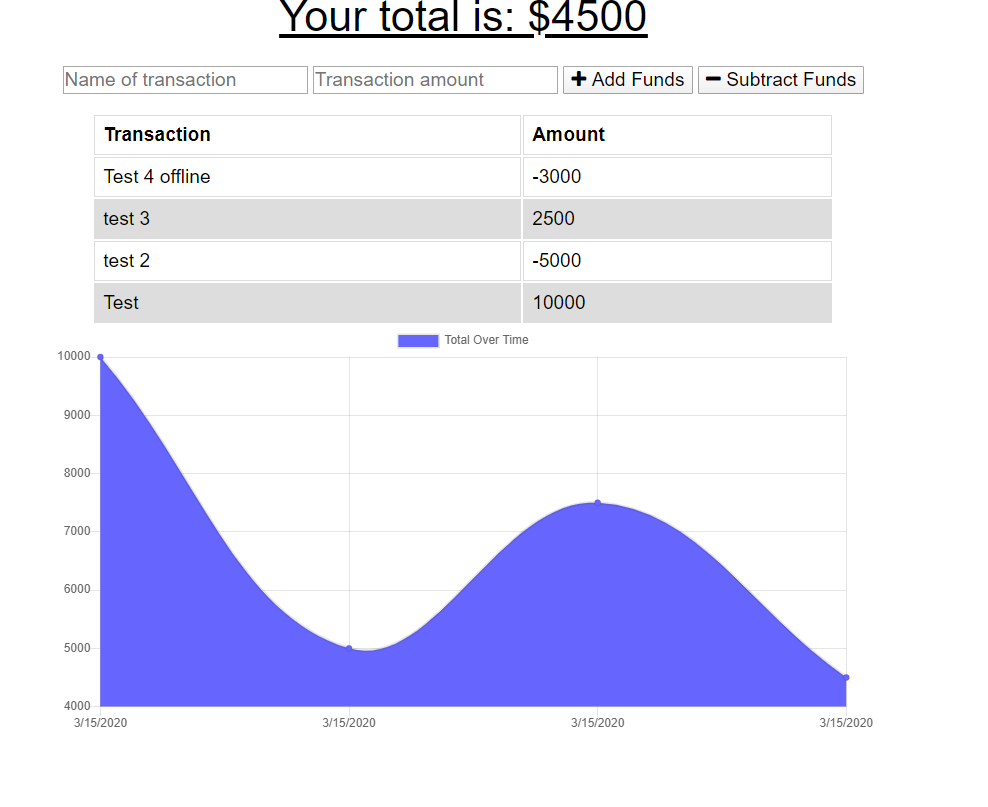 Your total is: $4500
Name of transaction Transaction amount + Add Funds − Subtract Funds
Transaction Amount
Test 4 offline -3000
test 3 2500
test 2 -5000
Test 10000
Total Over Time
10000
9000
8000
7000
6000
5000
4000
3/15/2020 3/15/2020 3/15/2020 3/15/2020